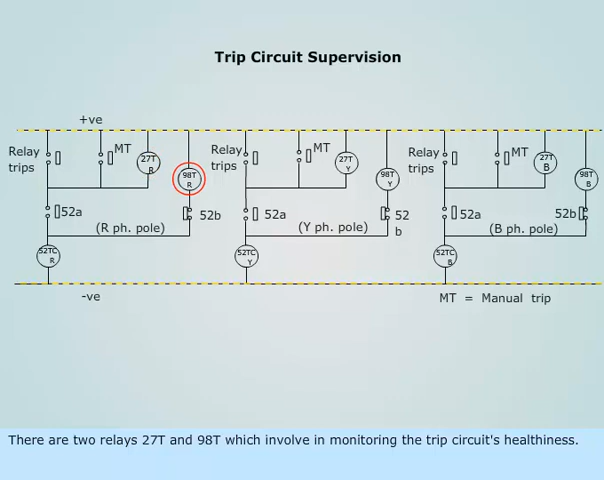 Trip Circuit Supervision
+ve
Relay trips MT 27T R 98T R Relay trips MT 27T Y 98T Y Relay trips MT 27T B 98T B
52a 52b 52a 52 b 52a 52b
(R ph. pole) (Y ph. pole) (B ph. pole)
52TC R 52TC Y 52TC B
-ve MT = Manual trip
There are two relays 27T and 98T which involve in monitoring the trip circuit's healthiness.